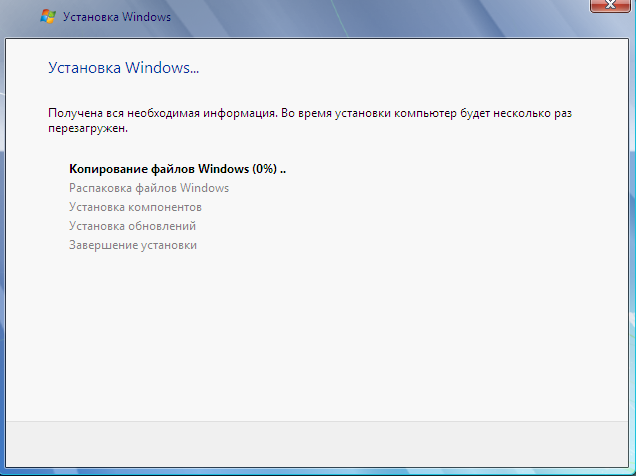 Установка Windows
Установка Windows...
Получена вся необходимая информация. Во время установки компьютер будет несколько раз
перезагружен.
Копирование файлов Windows (0%) ..
Распаковка файлов Windows
Установка компонентов
Установка обновлений
Завершение установки